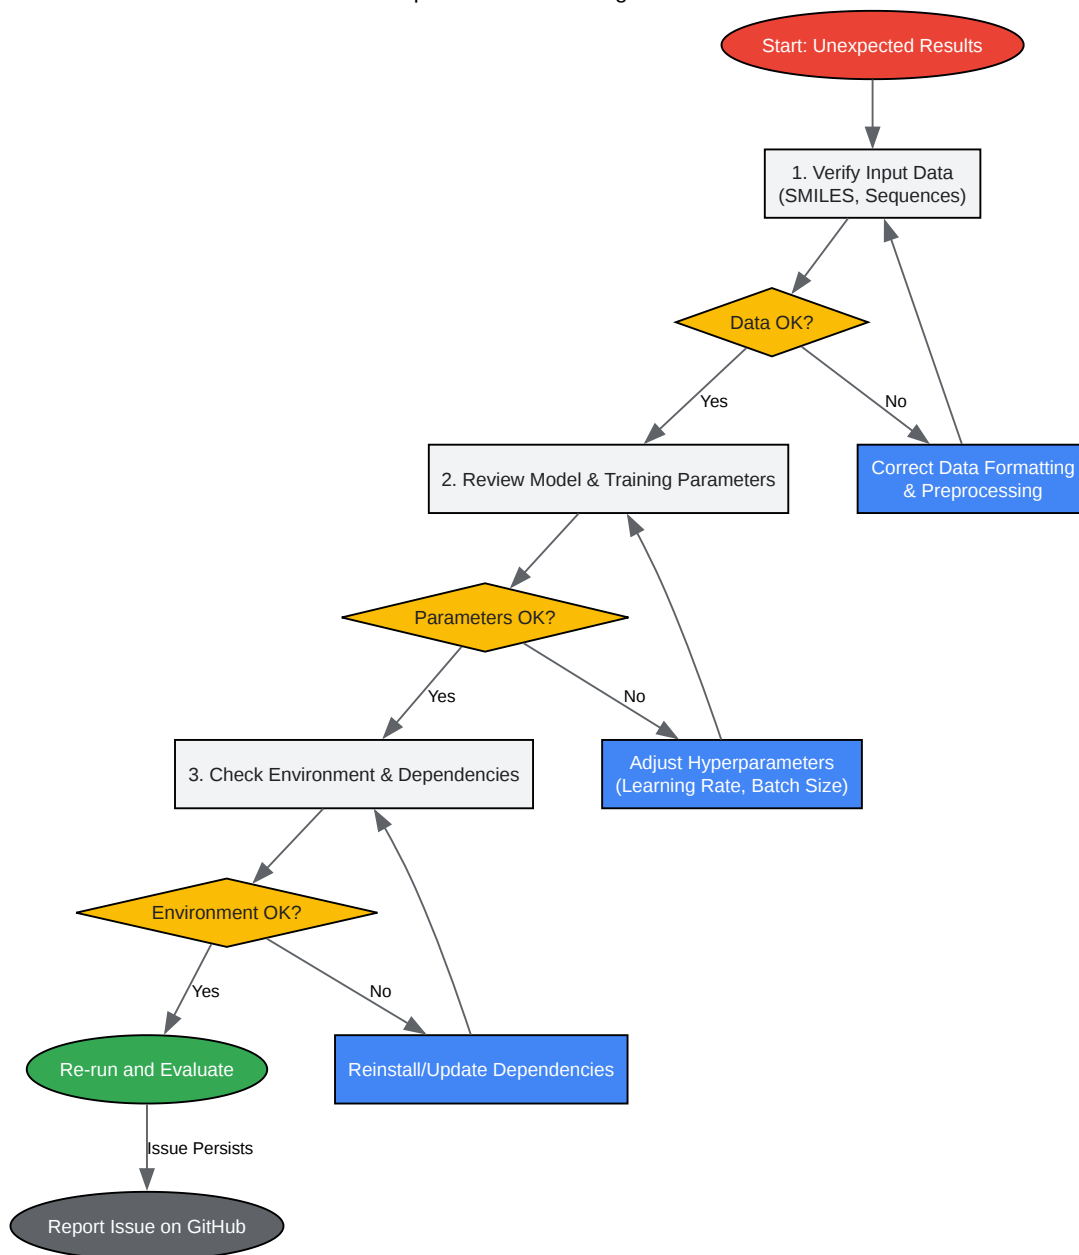 Start: Unexpected Results
1. Verify Input Data
(SMILES, Sequences)
Data OK?
Yes
No
2. Review Model & Training Parameters
Correct Data Formatting
& Preprocessing
Parameters OK?
Yes
No
3. Check Environment & Dependencies
Adjust Hyperparameters
(Learning Rate, Batch Size)
Environment OK?
Yes
No
Re-run and Evaluate
Reinstall/Update Dependencies
Issue Persists
Report Issue on GitHub